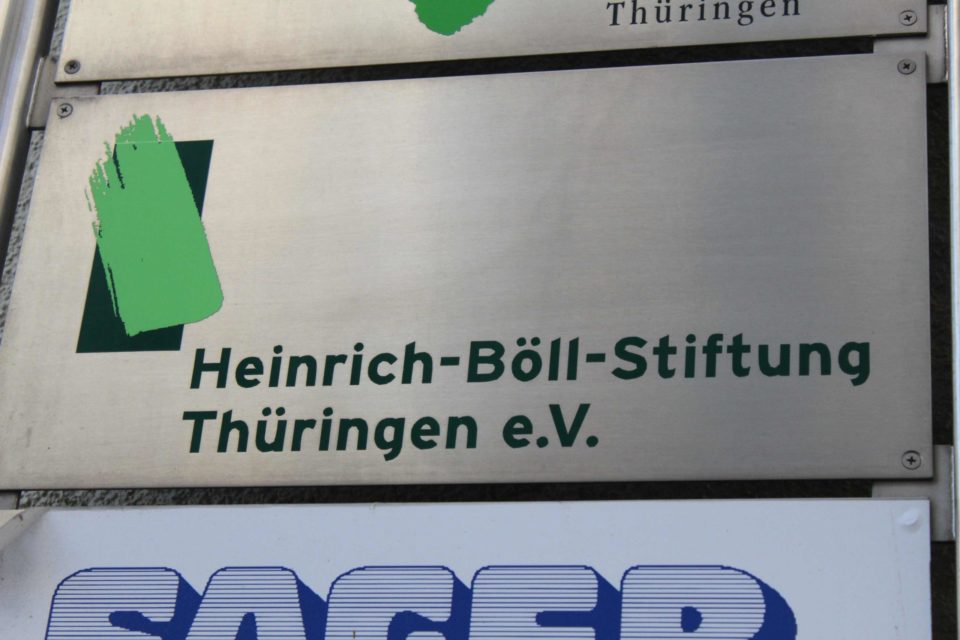 Thüringen
Heinrich-Böll-Stiftung
Thüringen e.V.